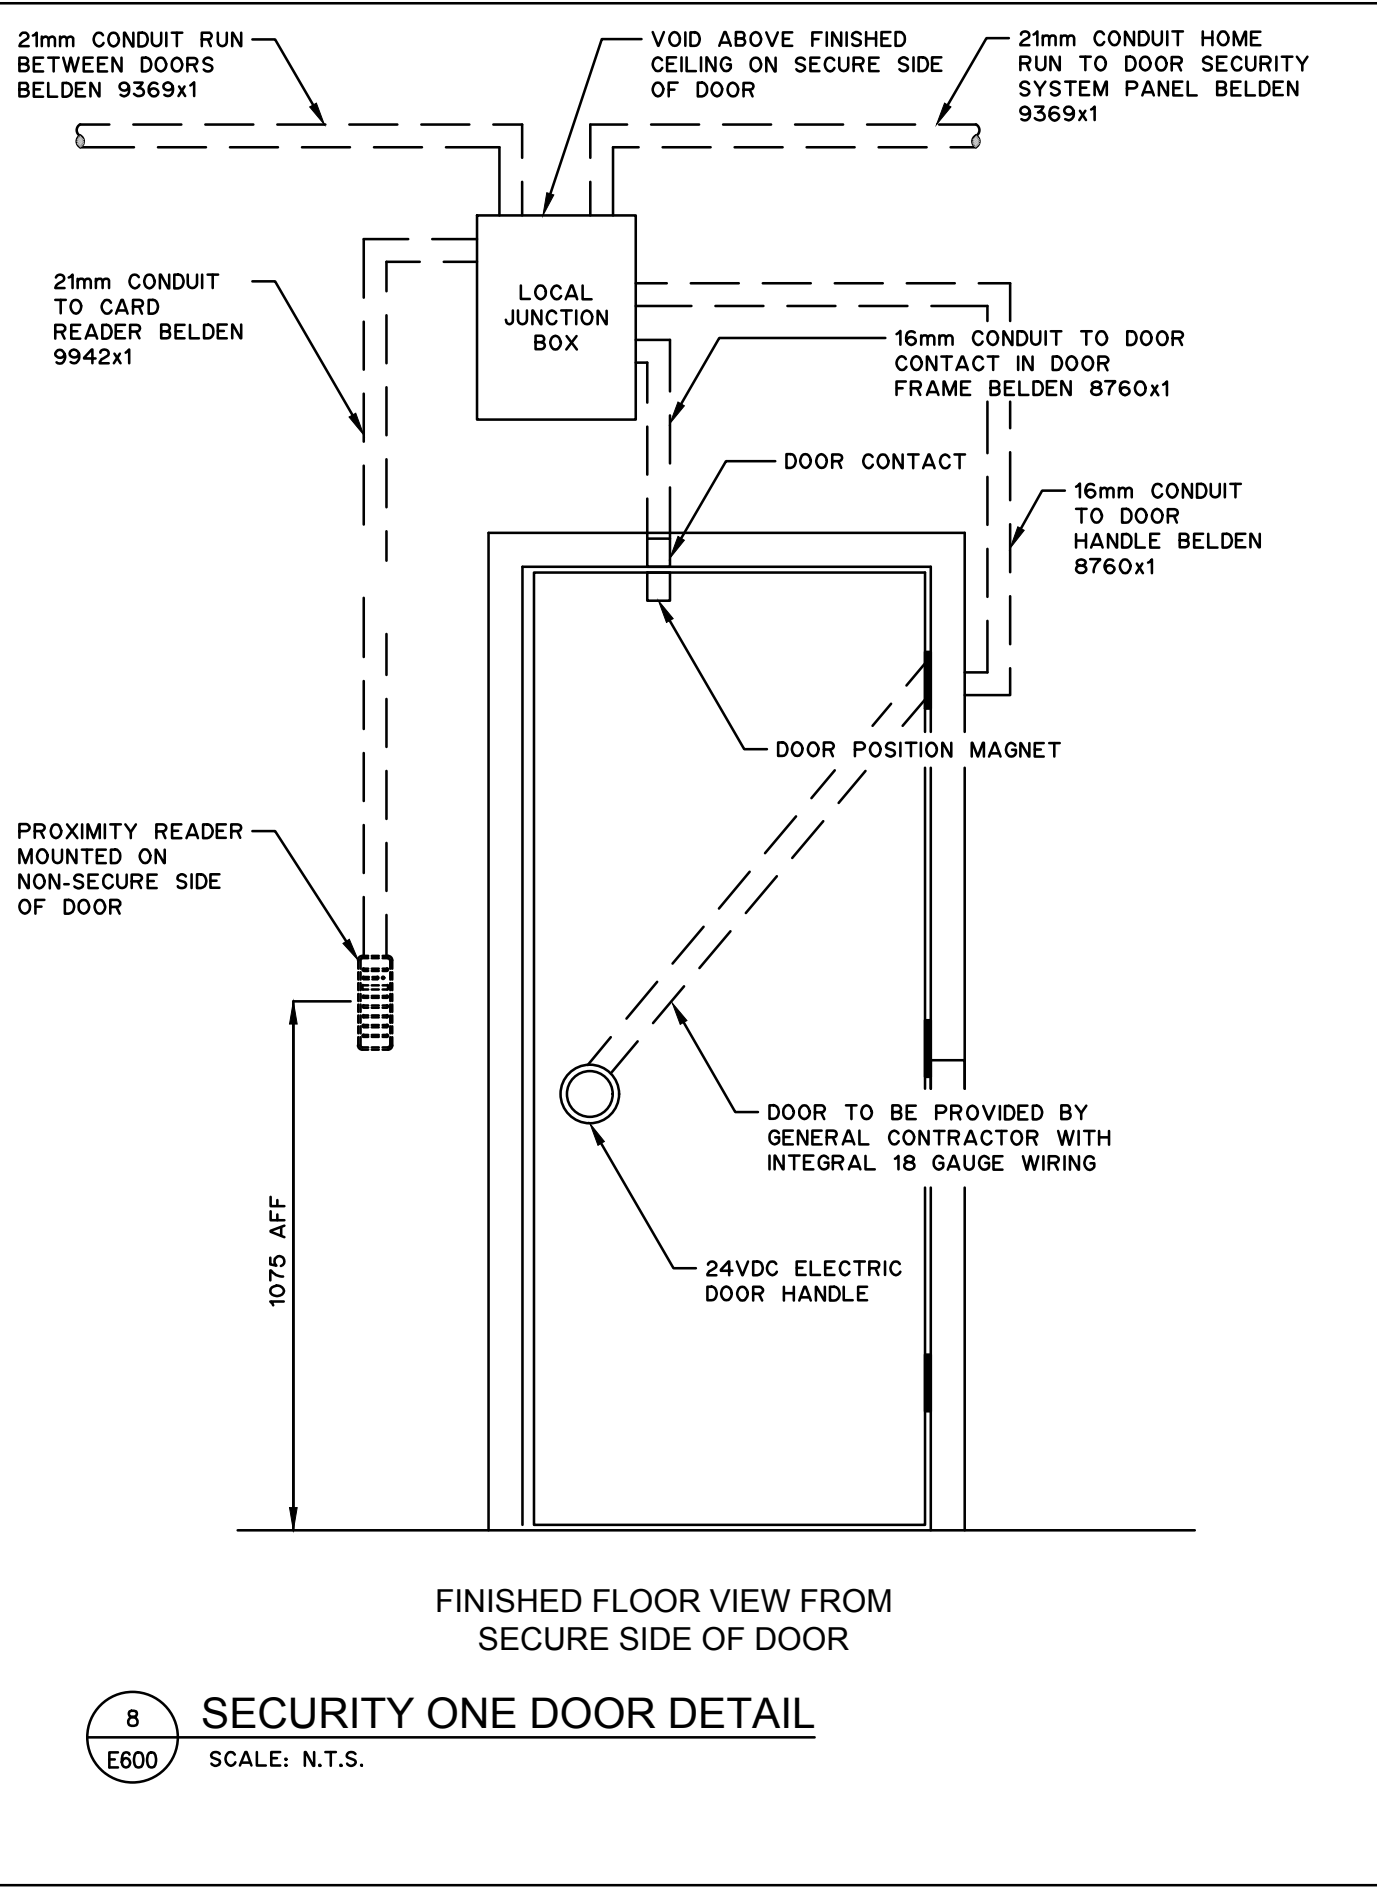 21mm CONDUIT RUN
BETWEEN DOORS
BELDEN 9369x1
VOID ABOVE FINISHED
CEILING ON SECURE SIDE
OF DOOR
21mm CONDUIT HOME
RUN TO DOOR SECURITY
SYSTEM PANEL BELDEN
9369x1
21mm CONDUIT
TO CARD
READER BELDEN
9942x1
LOCAL
JUNCTION
BOX
16mm CONDUIT TO DOOR
CONTACT IN DOOR
FRAME BELDEN 8760x1
DOOR CONTACT
16mm CONDUIT
TO DOOR
HANDLE BELDEN
8760x1
DOOR POSITION MAGNET
PROXIMITY READER
MOUNTED ON
NON-SECURE SIDE
OF DOOR
DOOR TO BE PROVIDED BY
GENERAL CONTRACTOR WITH
INTEGRAL 18 GAUGE WIRING
1075 AFF
24VDC ELECTRIC
DOOR HANDLE
FINISHED FLOOR VIEW FROM
SECURE SIDE OF DOOR
8
SECURITY ONE DOOR DETAIL
E600
SCALE: N.T.S.